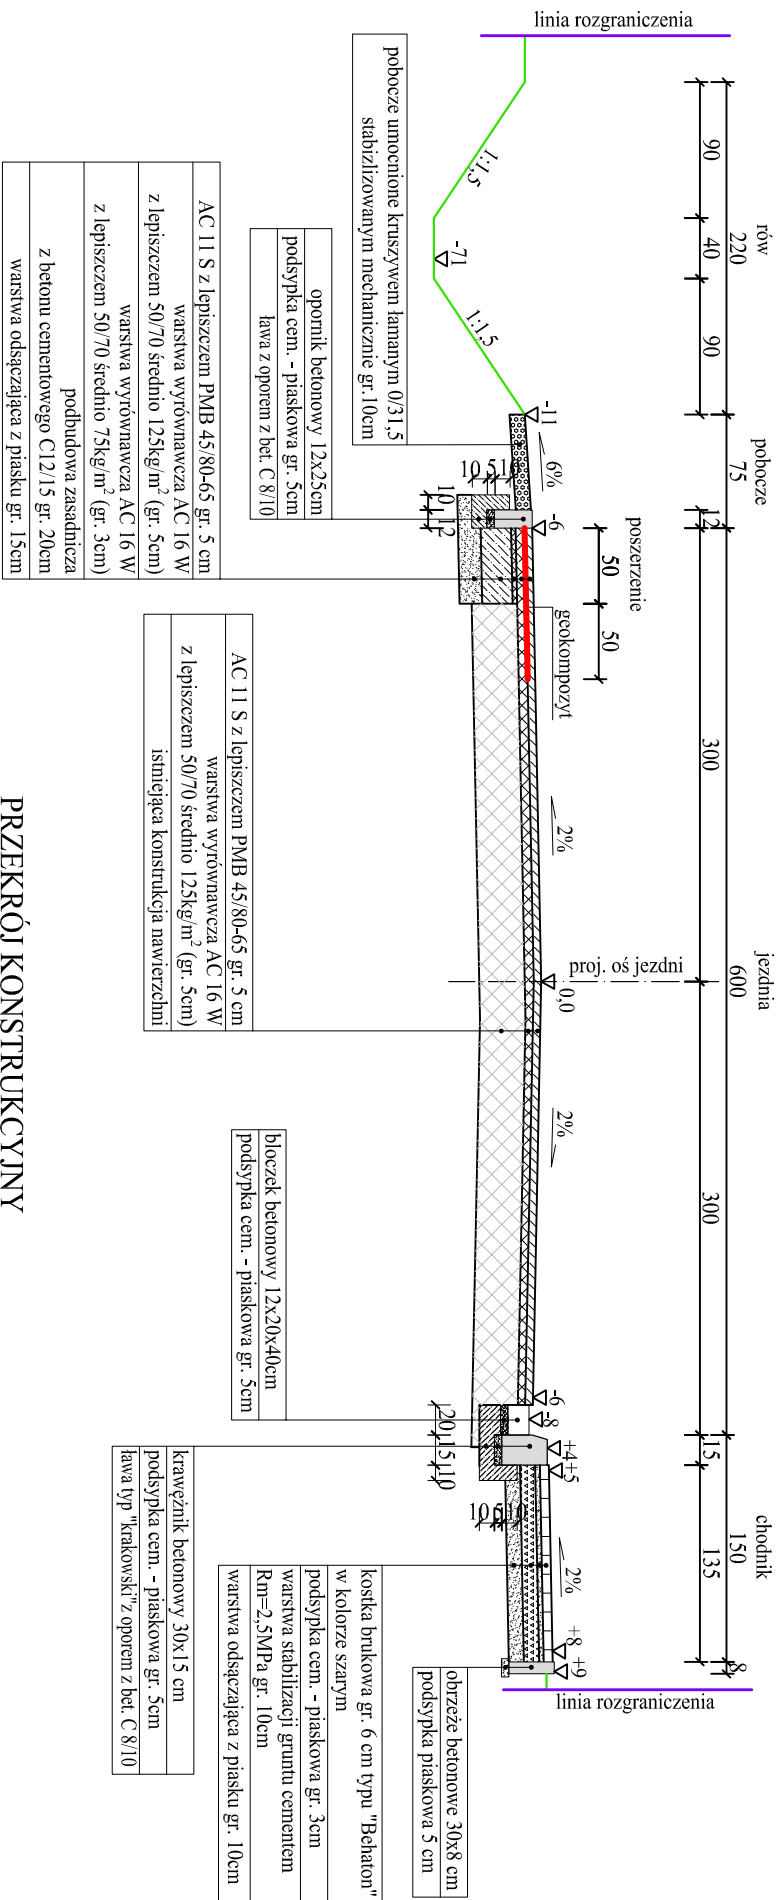 linia rozgraniczenia
rów
220
90
40
90
1:1,5
-71
1:1,5
pobocze
75
12
-11
6%
-6
poszerzenie
50
50
geokompozyt
10
5
10
10
12
jezdnia
600
300
300
2%
proj. oś jezdni
0,0
2%
-6
-8
+4
+5
20
15
10
10
5
10
chodnik
150
15
135
8
2%
+8
+9
linia rozgraniczenia
pobocze umocnione kruszywem łamanym 0/31,5
stabizlizowanym mechanicznie gr.10cm
opornik betonowy 12x25cm
podsypka cem. - piaskowa gr. 5cm
ława z oporem z bet. C 8/10
AC 11 S z lepiszczem PMB 45/80-65 gr. 5 cm
warstwa wyrównawcza AC 16 W
z lepiszczem 50/70 średnio 125kg/m² (gr. 5cm)
warstwa wyrównawcza AC 16 W
z lepiszczem 50/70 średnio 75kg/m² (gr. 3cm)
podbudowa zasadnicza
z betonu cementowego C12/15 gr. 20cm
warstwa odsączająca z piasku gr. 15cm
AC 11 S z lepiszczem PMB 45/80-65 gr. 5 cm
warstwa wyrównawcza AC 16 W
z lepiszczem 50/70 średnio 125kg/m² (gr. 5cm)
istniejąca konstrukcja nawierzchni
bloczek betonowy 12x20x40cm
podsypka cem. - piaskowa gr. 5cm
krawężnik betonowy 30x15 cm
podsypka cem. - piaskowa gr. 5cm
ława typ "krakowski"z oporem z bet. C 8/10
kostka brukowa gr. 6 cm typu "Behaton"
w kolorze szarym
podsypka cem. - piaskowa gr. 3cm
warstwa stabilizacji gruntu cementem
Rm=2,5MPa gr. 10cm
warstwa odsączająca z piasku gr. 10cm
obrzeże betonowe 30x8 cm
podsypka piaskowa 5 cm
PRZEKRÓJ KONSTRUKCYJNY